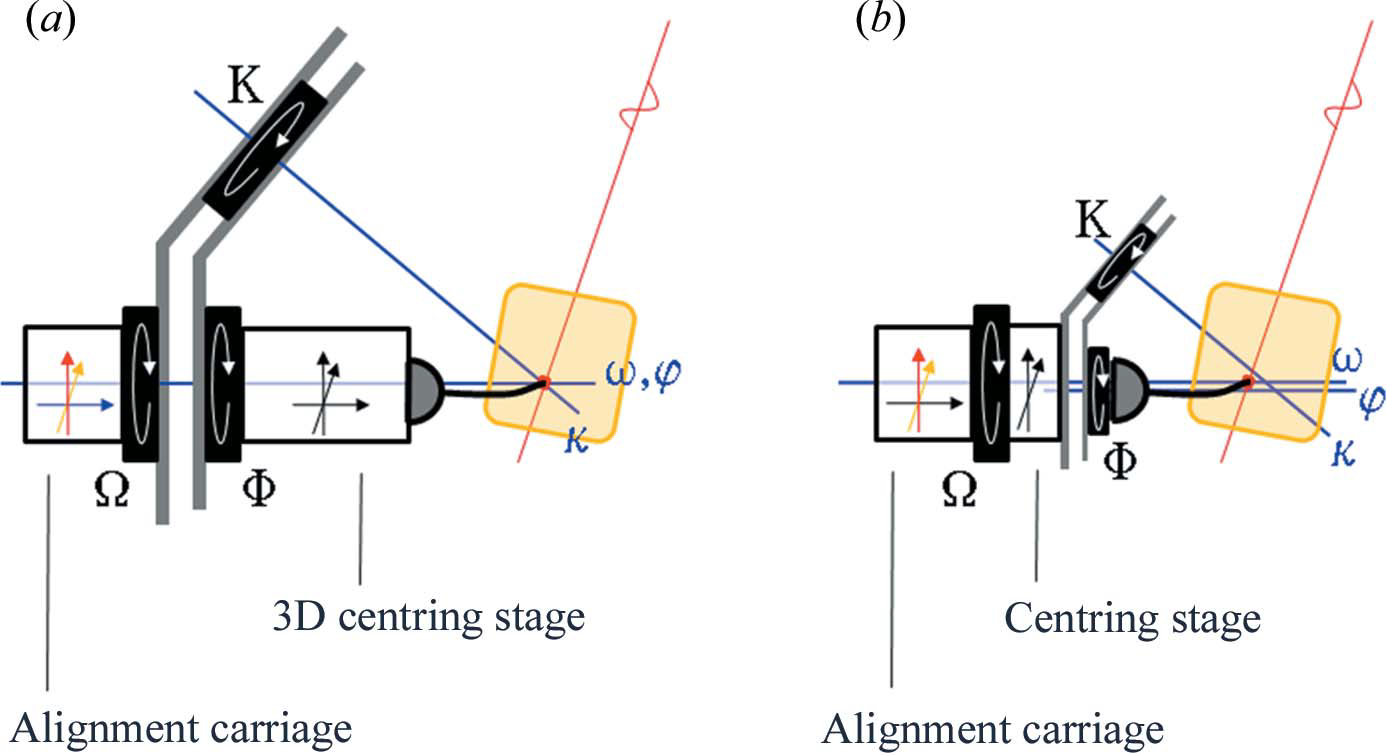 (a)
(b)
K
K
ω, φ
κ
ω
φ
κ
Ω
Φ
Ω
Φ
3D centring stage
Centring stage
Alignment carriage
Alignment carriage